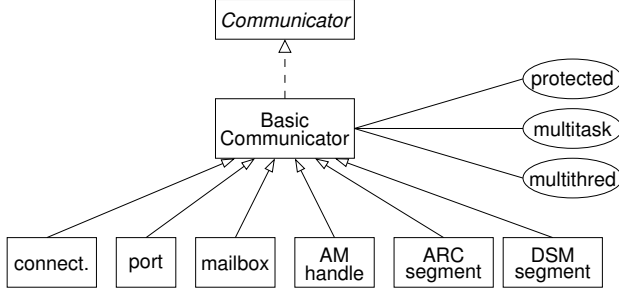 Communicator
Basic
Communicator
protected
multitask
multithred
connect.
port
mailbox
AM
handle
ARC
segment
DSM
segment